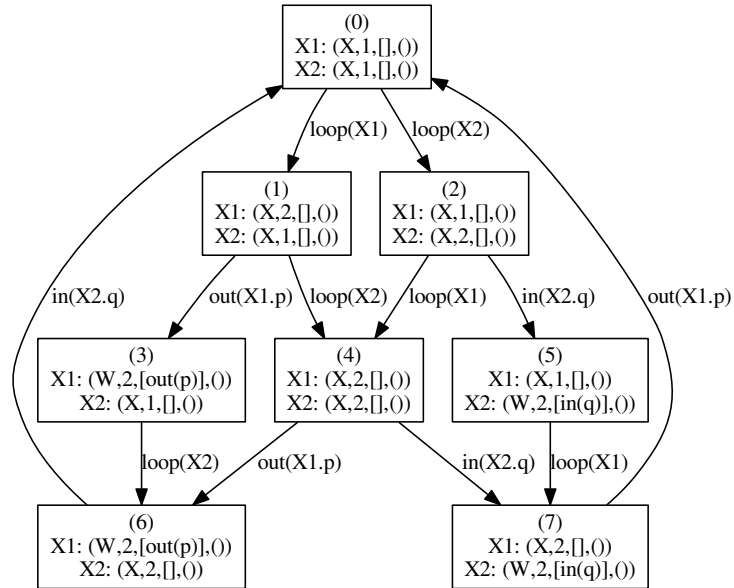 (0)
X1: (X,1,[],())
X2: (X,1,[],())
loop(X1)
loop(X2)
(1)
X1: (X,2,[],())
X2: (X,1,[],())
(2)
X1: (X,1,[],())
X2: (X,2,[],())
in(X2.q)
out(X1.p)
loop(X2)
loop(X1)
in(X2.q)
out(X1.p)
(3)
X1: (W,2,[out(p)],())
X2: (X,1,[],())
(4)
X1: (X,2,[],())
X2: (X,2,[],())
(5)
X1: (X,1,[],())
X2: (W,2,[in(q)],())
loop(X2)
out(X1.p)
in(X2.q)
loop(X1)
(6)
X1: (W,2,[out(p)],())
X2: (X,2,[],())
(7)
X1: (X,2,[],())
X2: (W,2,[in(q)],())